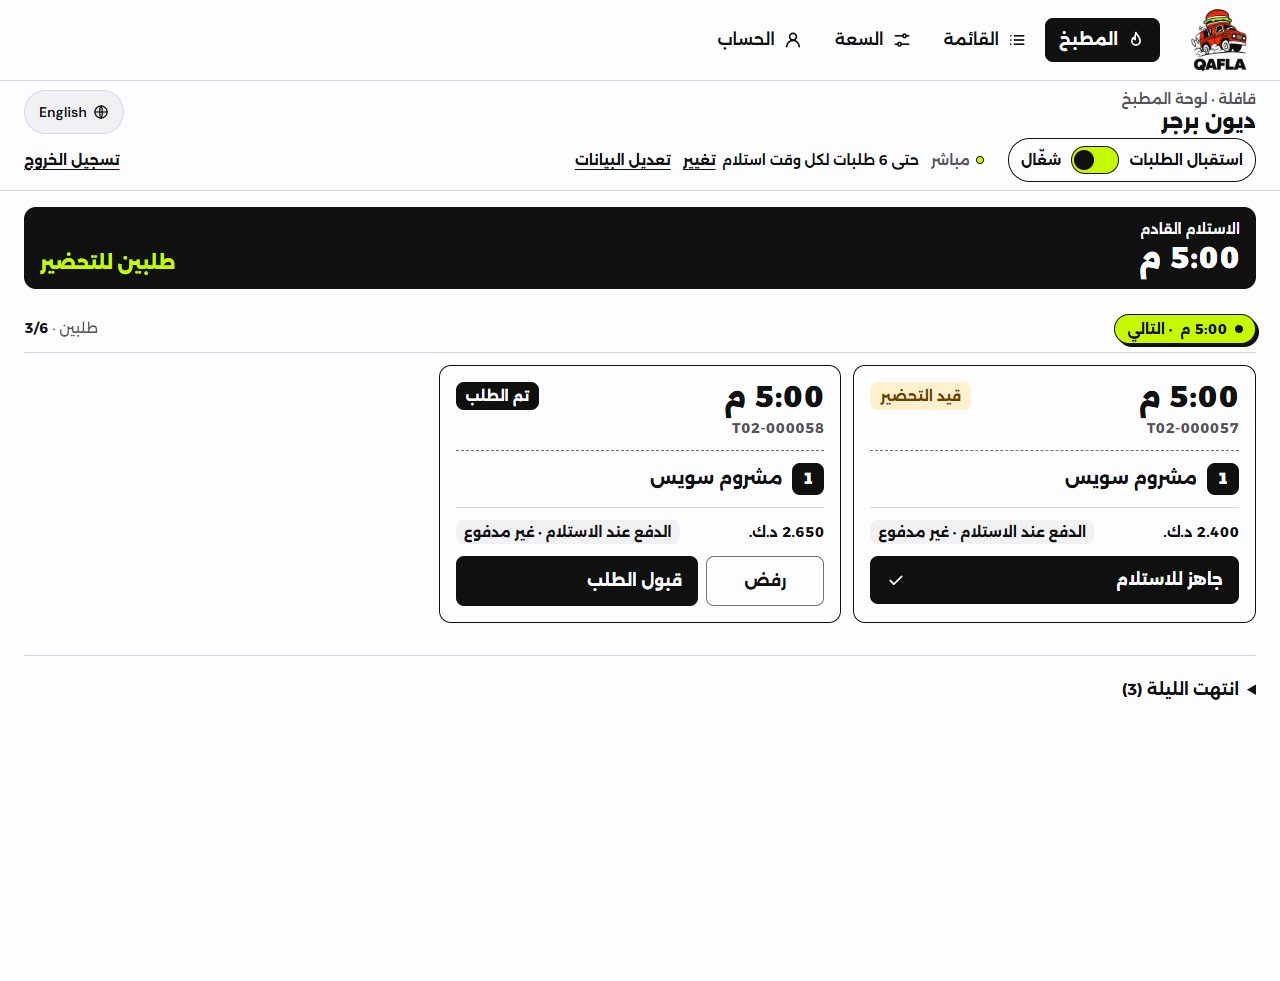 QAFLA
المطبخ
القائمة
السعة
الحساب
قافلة · لوحة المطبخ
ديون برجر
English
استقبال الطلبات
شغّال
مباشر
حتى 6 طلبات لكل وقت استلام
تغيير
تعديل البيانات
تسجيل الخروج
الاستلام القادم
5:00 م
طلبين للتحضير
5:00 م · التالي
طلبين · 3/6
5:00 م
قيد التحضير
T02-000057
1 مشروم سويس
2.400 د.ك.
الدفع عند الاستلام · غير مدفوع
جاهز للاستلام
5:00 م
تم الطلب
T02-000058
1 مشروم سويس
2.650 د.ك.
الدفع عند الاستلام · غير مدفوع
رفض
قبول الطلب
انتهت الليلة (3)